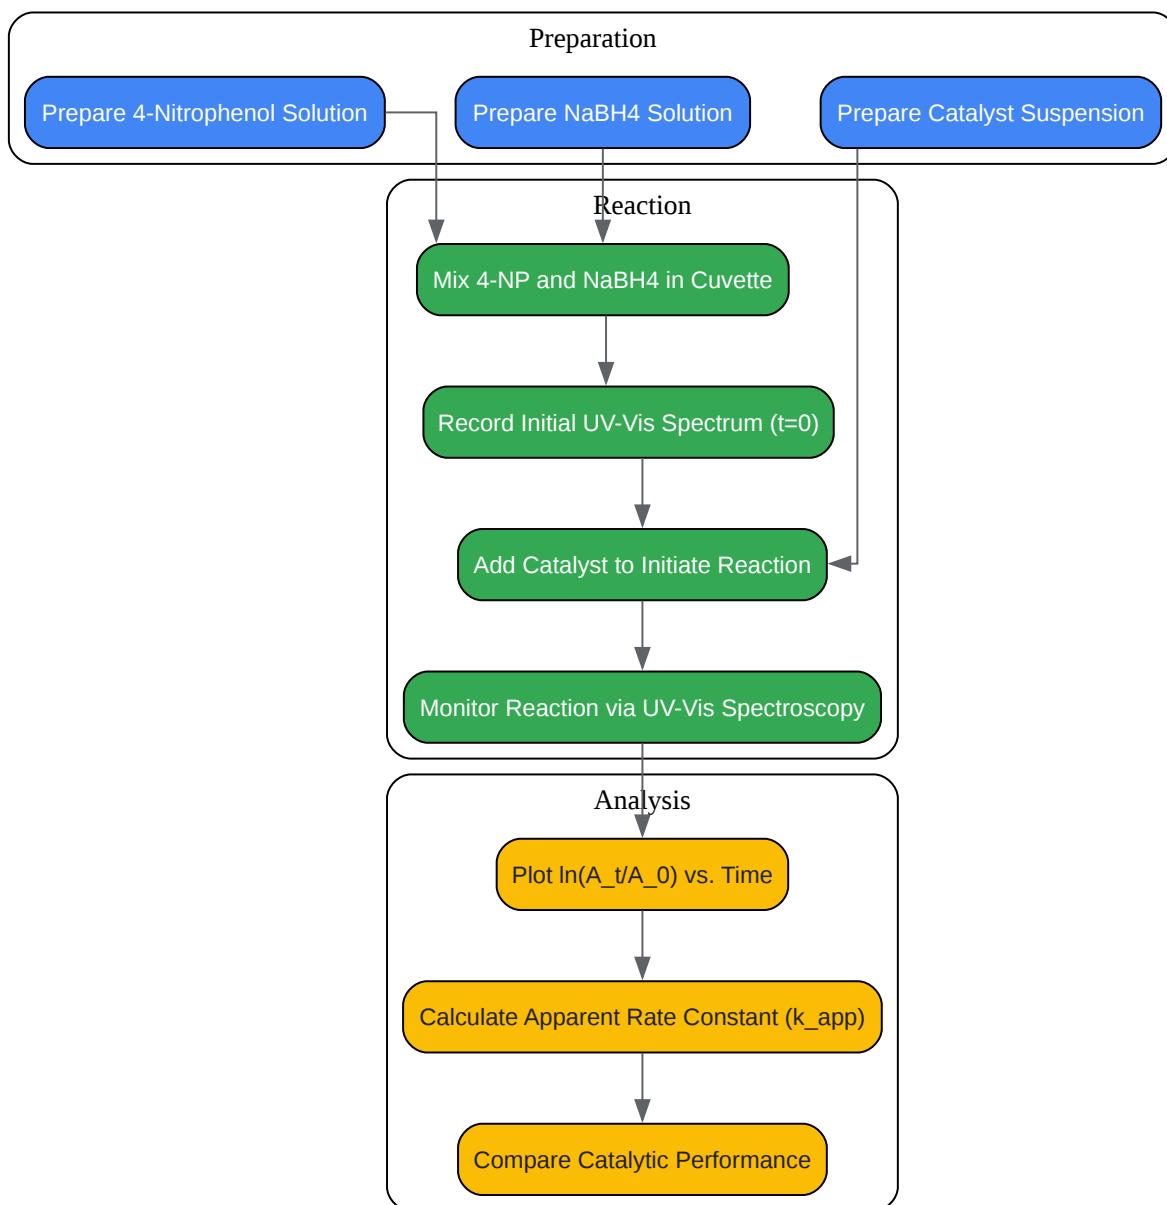 Preparation
Prepare 4-Nitrophenol Solution
Prepare NaBH4 Solution
Prepare Catalyst Suspension
Reaction
Mix 4-NP and NaBH4 in Cuvette
Record Initial UV-Vis Spectrum (t=0)
Add Catalyst to Initiate Reaction
Monitor Reaction via UV-Vis Spectroscopy
Analysis
Plot ln(A_t/A_0) vs. Time
Calculate Apparent Rate Constant (k_app)
Compare Catalytic Performance